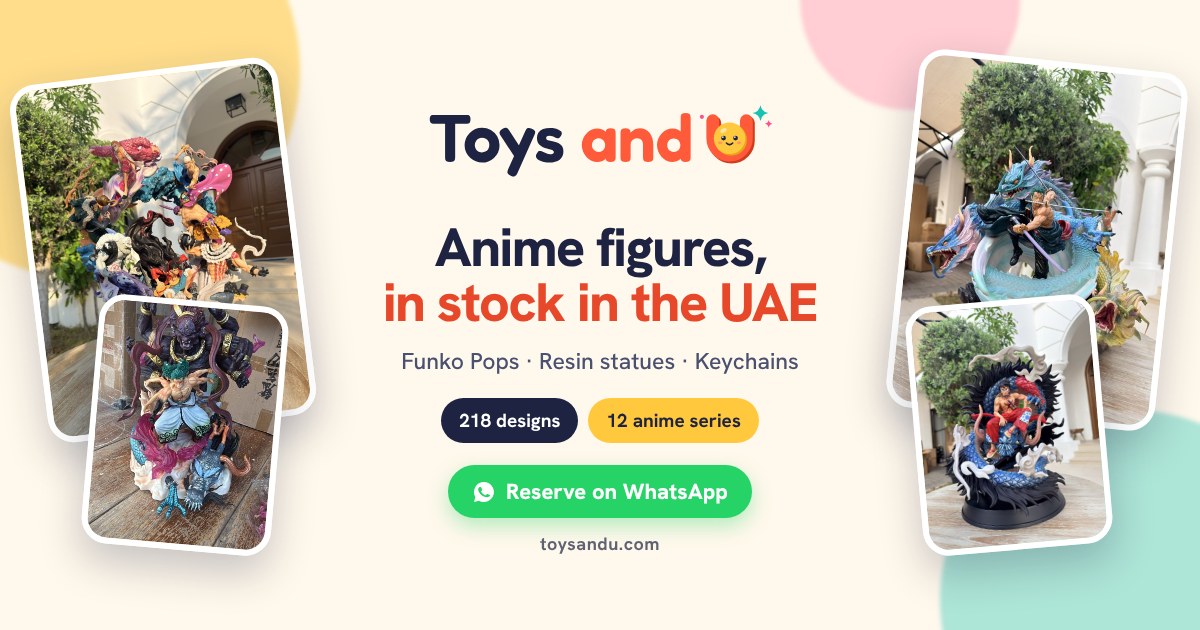 Toys and U
Anime figures,
in stock in the UAE
Funko Pops · Resin statues · Keychains
218 designs
12 anime series
Reserve on WhatsApp
toysandu.com